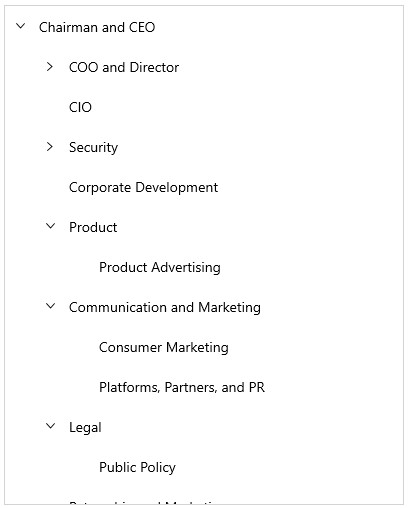 Chairman and CEO
COO and Director
CIO
Security
Corporate Development
Product
Product Advertising
Communication and Marketing
Consumer Marketing
Platforms, Partners, and PR
Legal
Public Policy